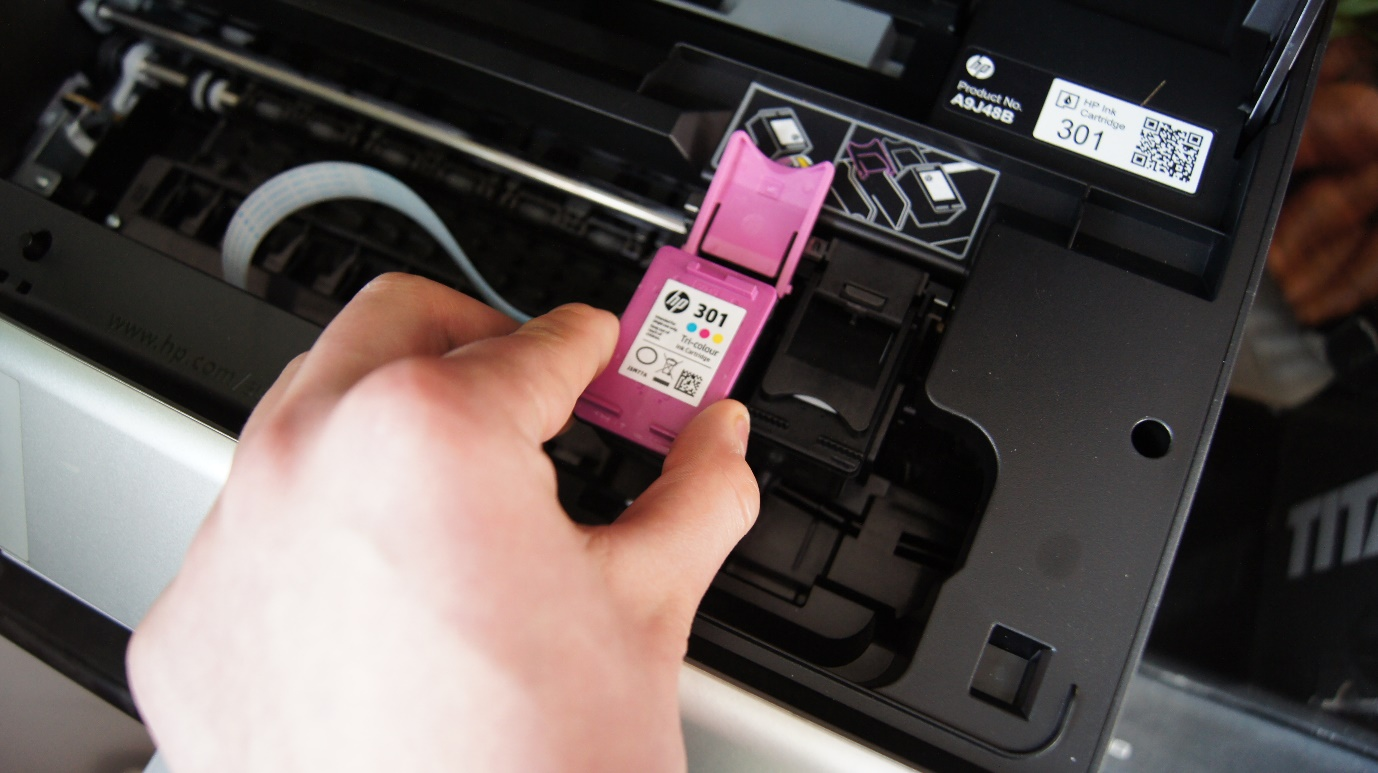 hp
Product No.
A9J48B
HP Ink
Cartridge
301
hp 301
Tri-colour
Ink Cartridge
www.hp.com/
TITA